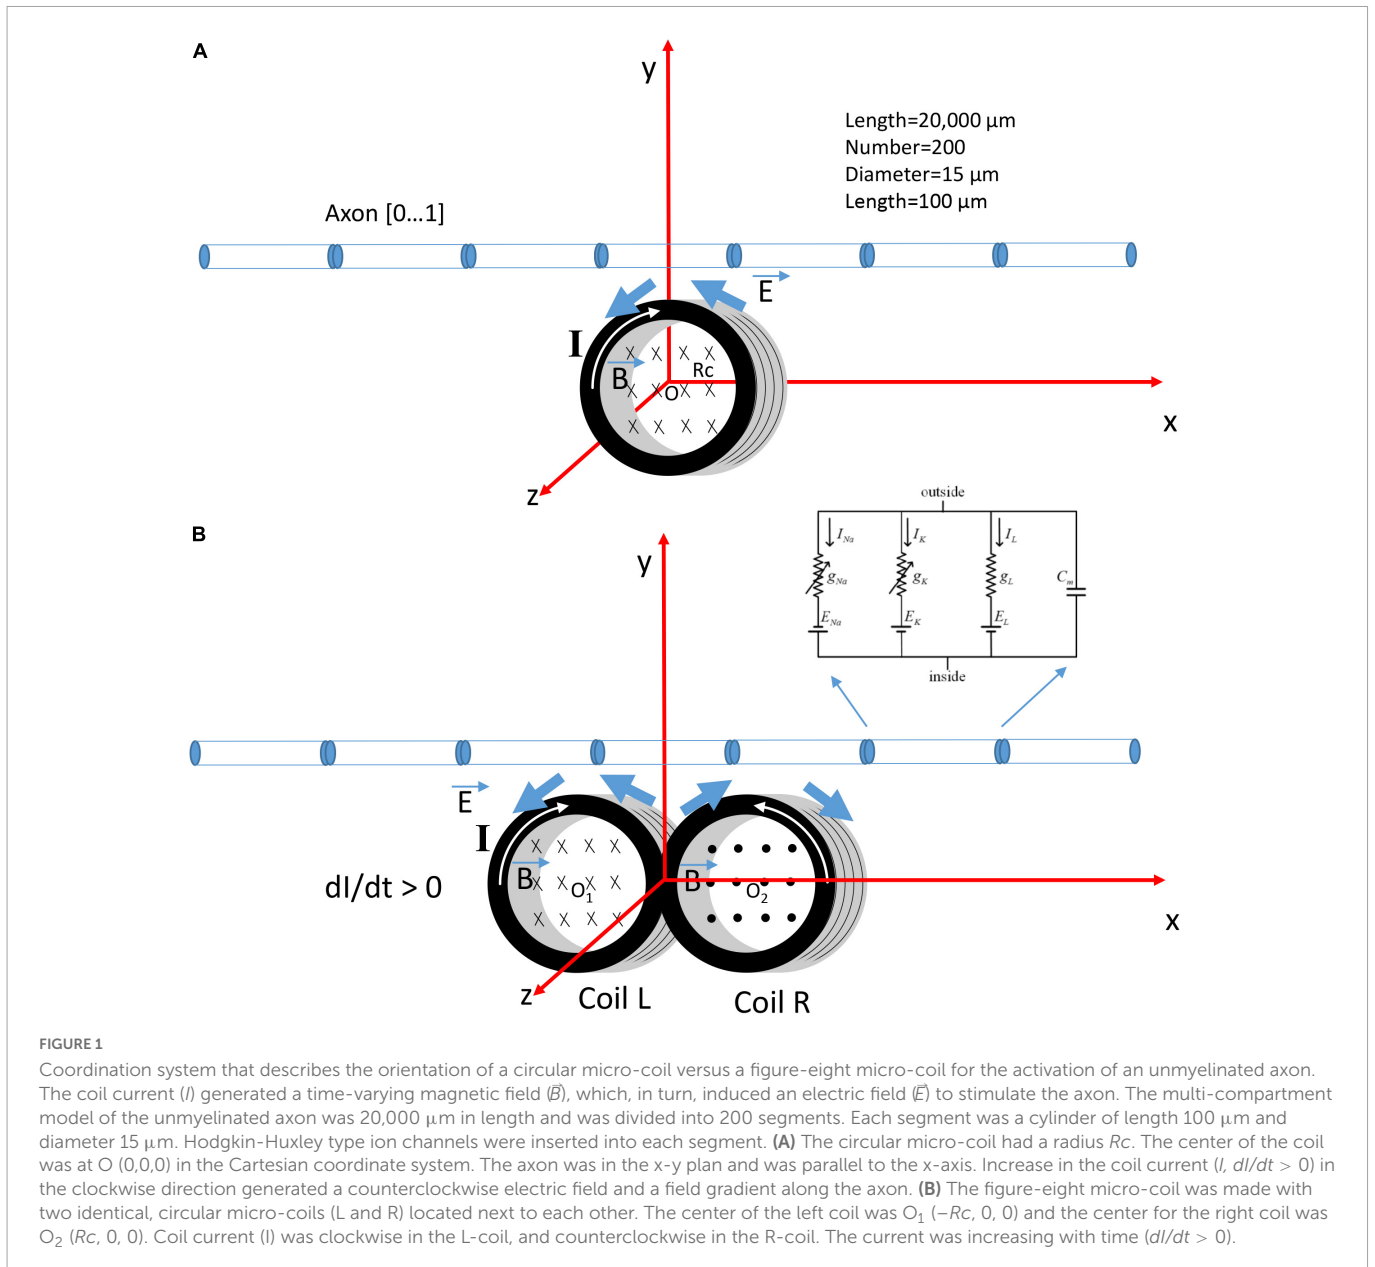 A
y
Length=20,000 µm
Number=200
Diameter=15 µm
Length=100 µm
Axon [0...1]
E
I
B
Rc
O
x
z
B
outside
I_Na I_K I_L
g_Na g_K g_L C_m
E_Na E_K E_L
inside
y
E
I
B O₁ B O₂
dI/dt > 0
x
z
Coil L Coil R
FIGURE 1
Coordination system that describes the orientation of a circular micro-coil versus a figure-eight micro-coil for the activation of an unmyelinated axon.
The coil current (I) generated a time-varying magnetic field (B⃗), which, in turn, induced an electric field (E⃗) to stimulate the axon. The multi-compartment
model of the unmyelinated axon was 20,000 µm in length and was divided into 200 segments. Each segment was a cylinder of length 100 µm and
diameter 15 µm. Hodgkin-Huxley type ion channels were inserted into each segment. (A) The circular micro-coil had a radius Rc. The center of the coil
was at O (0,0,0) in the Cartesian coordinate system. The axon was in the x-y plan and was parallel to the x-axis. Increase in the coil current (I, dI/dt > 0) in
the clockwise direction generated a counterclockwise electric field and a field gradient along the axon. (B) The figure-eight micro-coil was made with
two identical, circular micro-coils (L and R) located next to each other. The center of the left coil was O₁ (−Rc, 0, 0) and the center for the right coil was
O₂ (Rc, 0, 0). Coil current (I) was clockwise in the L-coil, and counterclockwise in the R-coil. The current was increasing with time (dI/dt > 0).